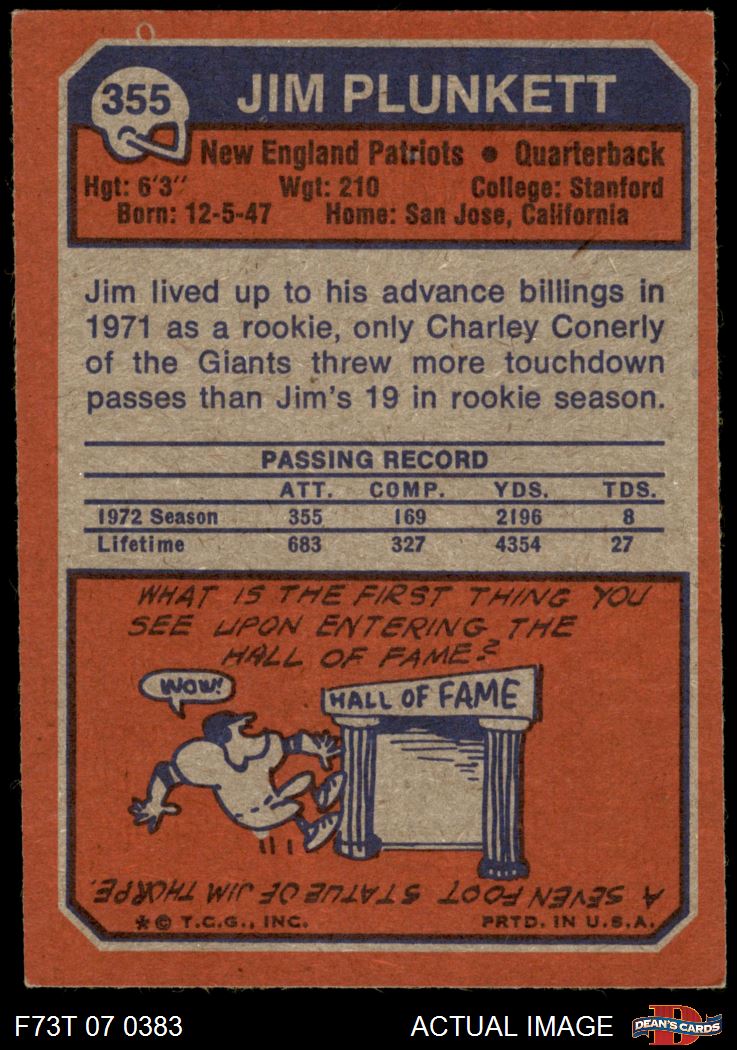 355
JIM PLUNKETT
New England Patriots • Quarterback
Hgt: 6'3" Wgt: 210 College: Stanford
Born: 12-5-47 Home: San Jose, California
Jim lived up to his advance billings in
1971 as a rookie, only Charley Conerly
of the Giants threw more touchdown
passes than Jim's 19 in rookie season.
PASSING RECORD
ATT. COMP. YDS. TDS.
1972 Season 355 169 2196 8
Lifetime 683 327 4354 27
WHAT IS THE FIRST THING YOU
SEE UPON ENTERING THE
HALL OF FAME?
WOW!
HALL OF FAME
A SEVEN FOOT STATUE OF JIM THORPE.
* © T.C.G., INC. PRTD. IN U.S.A.
F73T 07 0383 ACTUAL IMAGE
D
DEAN'S CARDS